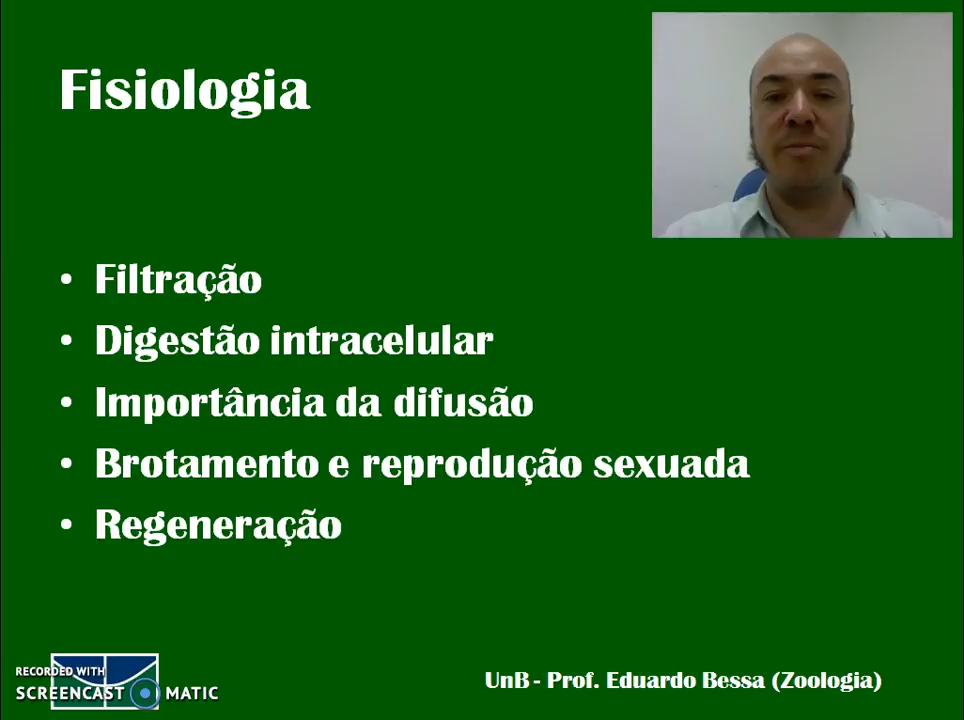 Fisiologia
• Filtração
• Digestão intracelular
• Importância da difusão
• Brotamento e reprodução sexuada
• Regeneração
RECORDED WITH
SCREENCAST MATIC
UnB - Prof. Eduardo Bessa (Zoologia)